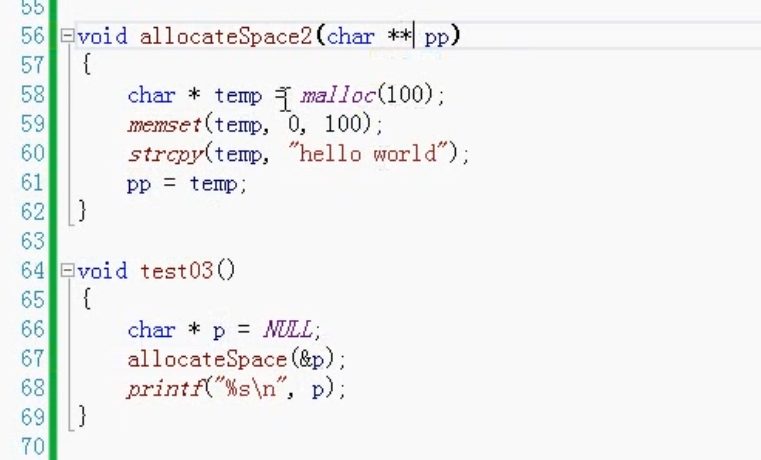 55
56 void allocateSpace2(char ** pp)
57 {
58 char * temp = malloc(100);
59 memset(temp, 0, 100);
60 strcpy(temp, "hello world");
61 pp = temp;
62 }
63
64 void test03()
65 {
66 char * p = NULL;
67 allocateSpace(&p);
68 printf("%s\n", p);
69 }
70